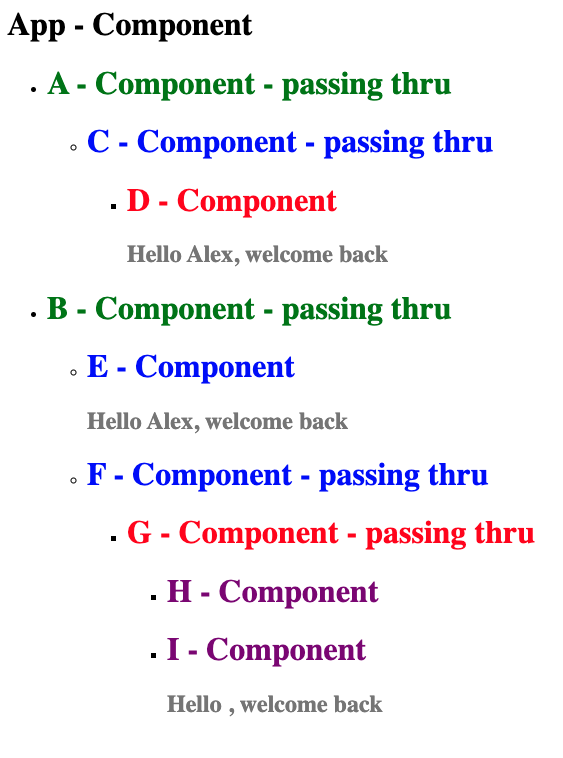 App - Component
A - Component - passing thru
C - Component - passing thru
D - Component
Hello Alex, welcome back
B - Component - passing thru
E - Component
Hello Alex, welcome back
F - Component - passing thru
G - Component - passing thru
H - Component
I - Component
Hello , welcome back